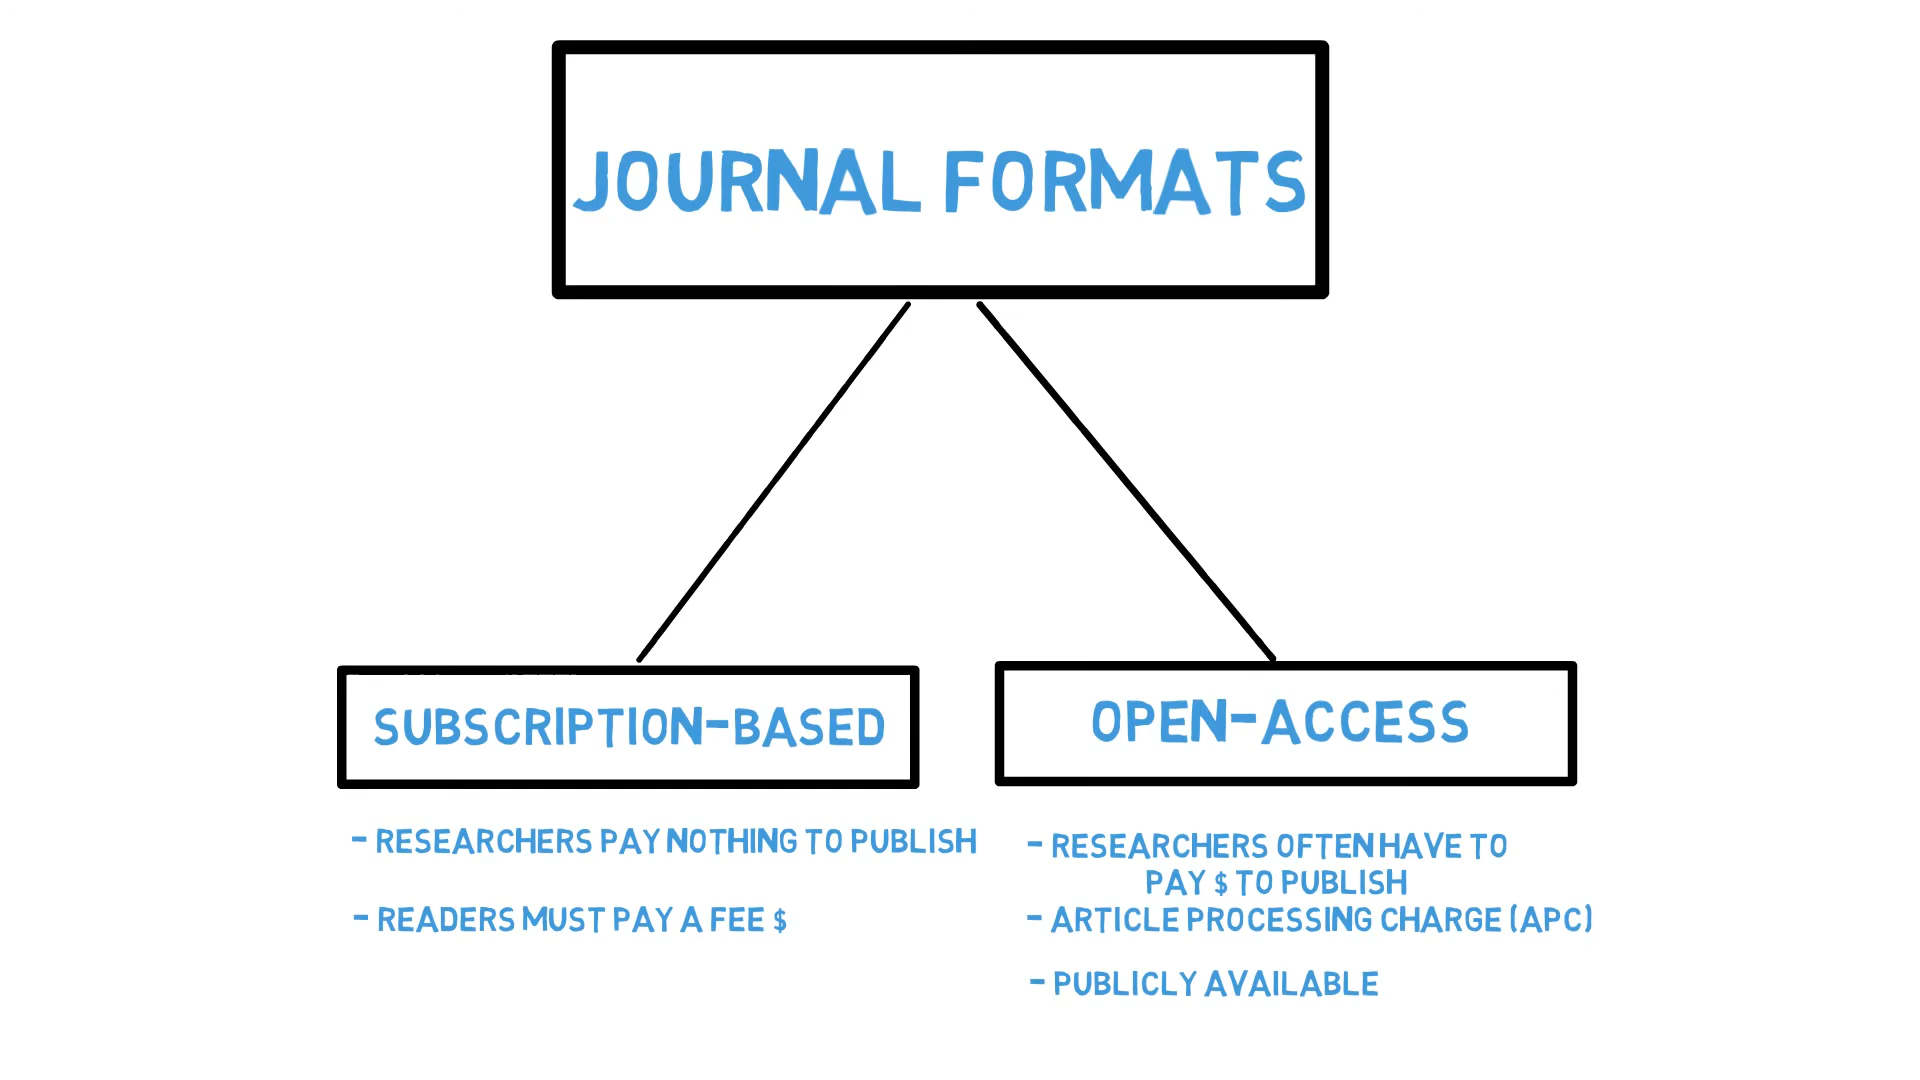 JOURNAL FORMATS
SUBSCRIPTION-BASED
- RESEARCHERS PAY NOTHING TO PUBLISH
- READERS MUST PAY A FEE $
OPEN-ACCESS
- RESEARCHERS OFTEN HAVE TO
PAY $ TO PUBLISH
- ARTICLE PROCESSING CHARGE (APC)
- PUBLICLY AVAILABLE